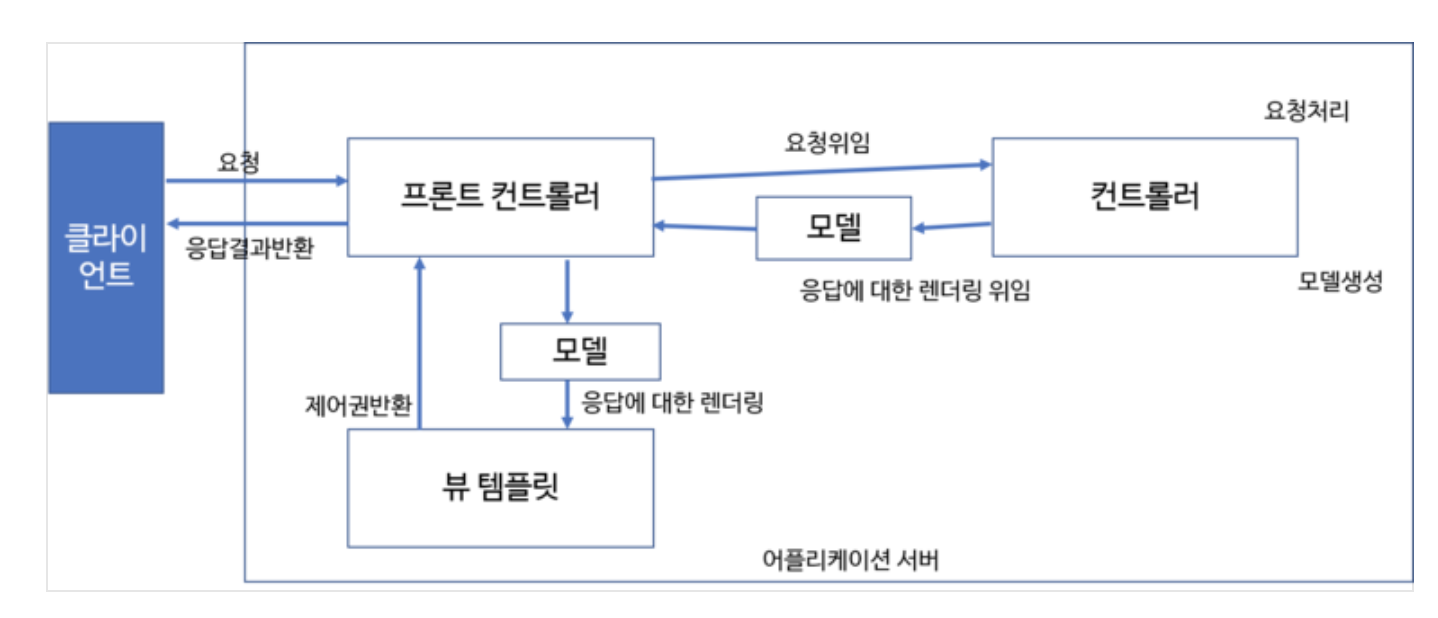 요청처리
요청위임
요청
프론트 컨트롤러
컨트롤러
모델
클라이
언트
응답결과반환
응답에 대한 렌더링 위임
모델생성
모델
제어권반환
응답에 대한 렌더링
뷰 템플릿
어플리케이션 서버